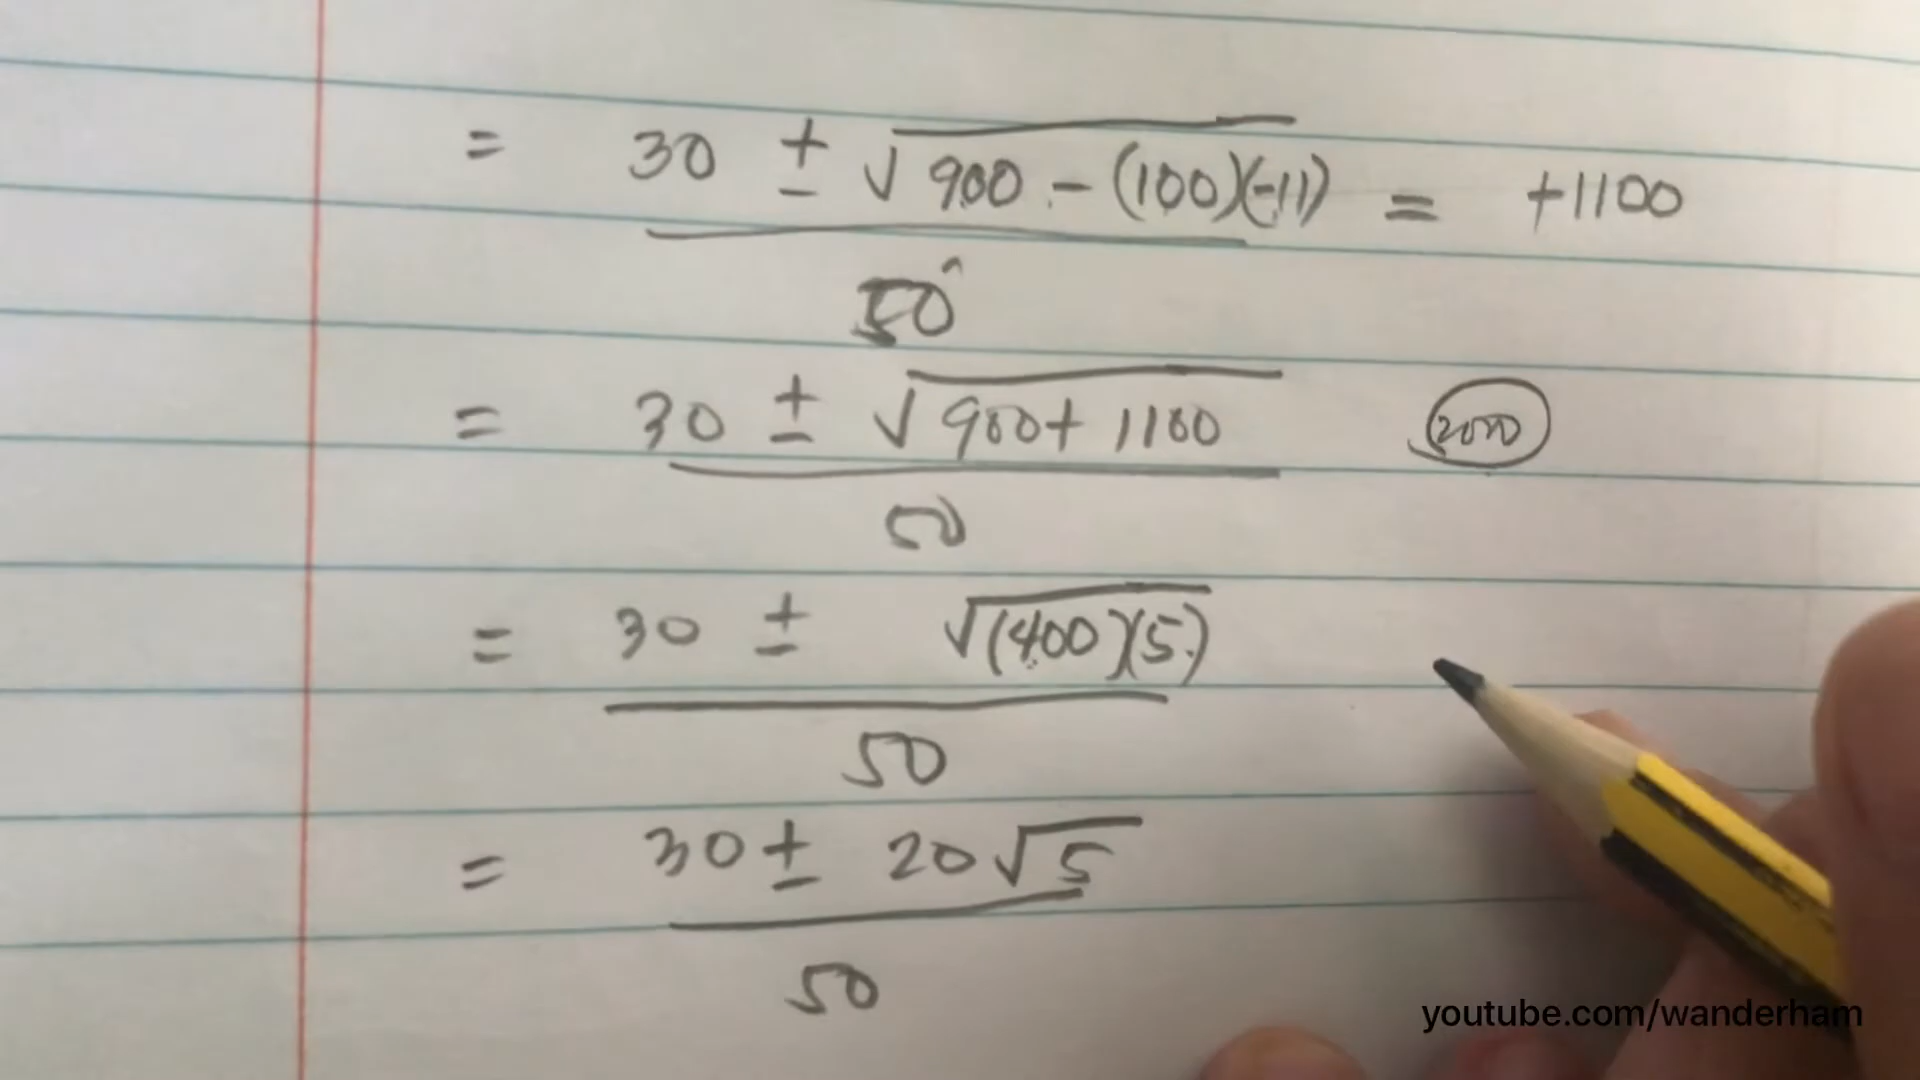 = 30 ± √900 - (100)(-11) = +1100
50
= 30 ± √900 + 1100 2000
50
= 30 ± √(400)(5)
50
= 30 ± 20√5
50
youtube.com/wanderham